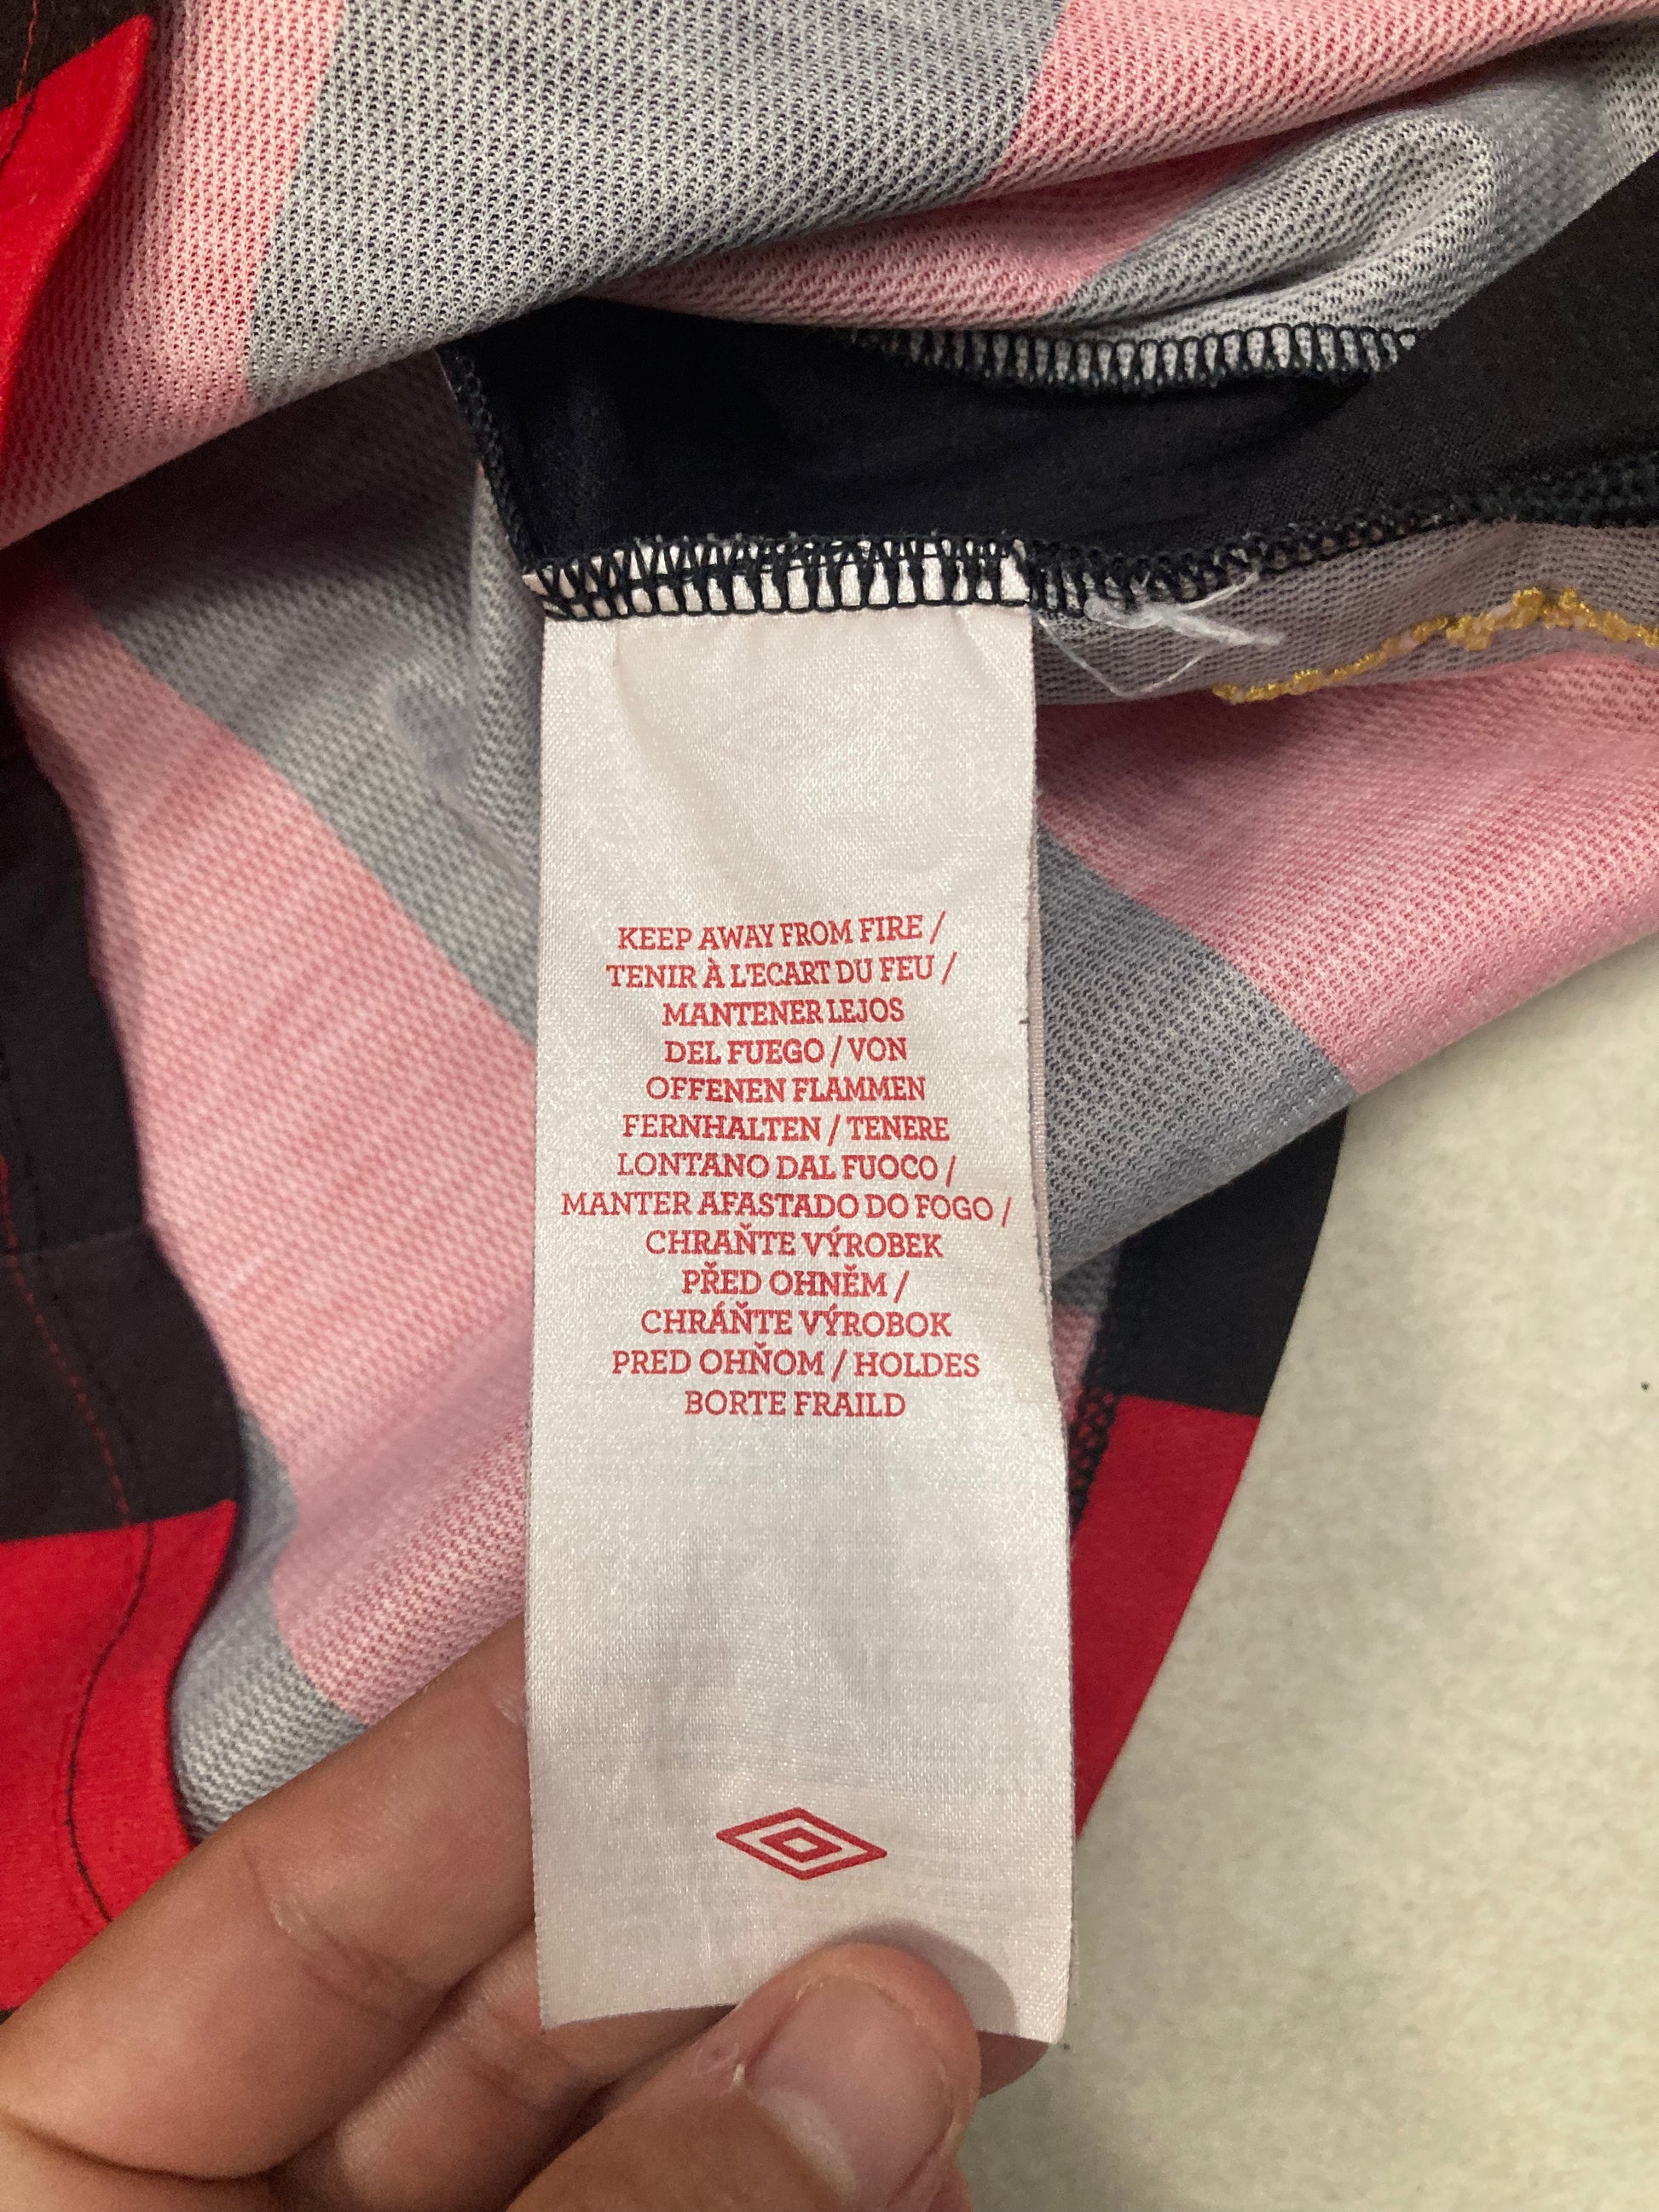 KEEP AWAY FROM FIRE /
TENIR À L'ECART DU FEU /
MANTENER LEJOS
DEL FUEGO / VON
OFFENEN FLAMMEN
FERNHALTEN / TENERE
LONTANO DAL FUOCO /
MANTER AFASTADO DO FOGO /
CHRAŇTE VÝROBEK
PŘED OHNĚM /
CHRÁŇTE VÝROBOK
PRED OHŇOM / HOLDES
BORTE FRAILD